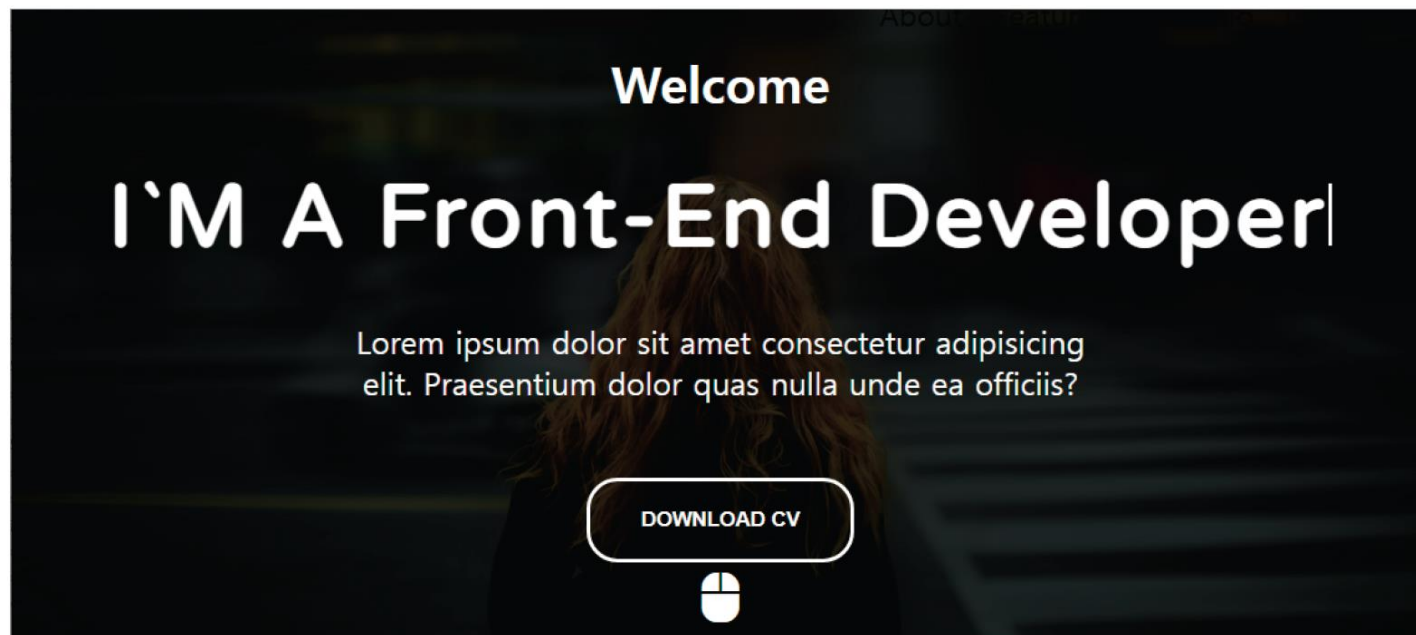 About
Welcome
I`M A Front-End Developer
Lorem ipsum dolor sit amet consectetur adipisicing
elit. Praesentium dolor quas nulla unde ea officiis?
DOWNLOAD CV